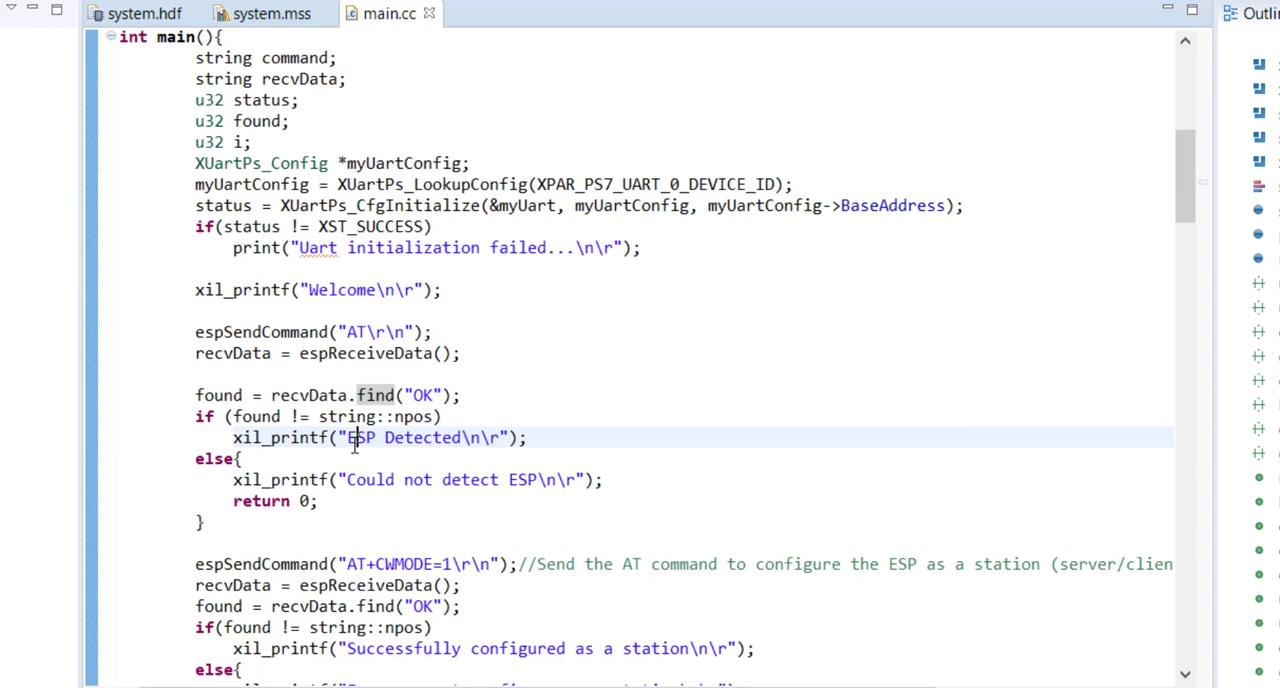 system.hdf system.mss main.cc Outli
int main(){
string command;
string recvData;
u32 status;
u32 found;
u32 i;
XUartPs_Config *myUartConfig;
myUartConfig = XUartPs_LookupConfig(XPAR_PS7_UART_0_DEVICE_ID);
status = XUartPs_CfgInitialize(&myUart, myUartConfig, myUartConfig->BaseAddress);
if(status != XST_SUCCESS)
print("Uart initialization failed...\n\r");
xil_printf("Welcome\n\r");
espSendCommand("AT\r\n");
recvData = espReceiveData();
found = recvData.find("OK");
if (found != string::npos)
xil_printf("ESP Detected\n\r");
else{
xil_printf("Could not detect ESP\n\r");
return 0;
}
espSendCommand("AT+CWMODE=1\r\n");//Send the AT command to configure the ESP as a station (server/clien
recvData = espReceiveData();
found = recvData.find("OK");
if(found != string::npos)
xil_printf("Successfully configured as a station\n\r");
else{